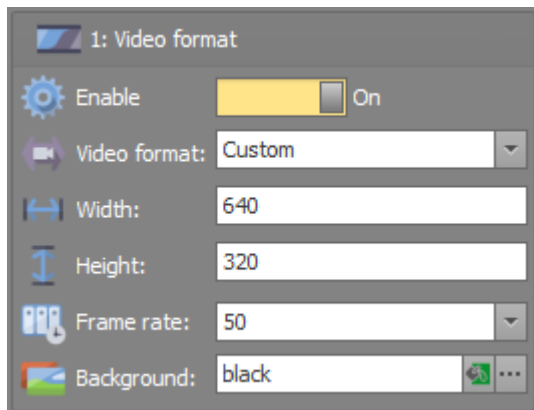 1: Video format
Enable On
Video format: Custom
Width: 640
Height: 320
Frame rate: 50
Background: black